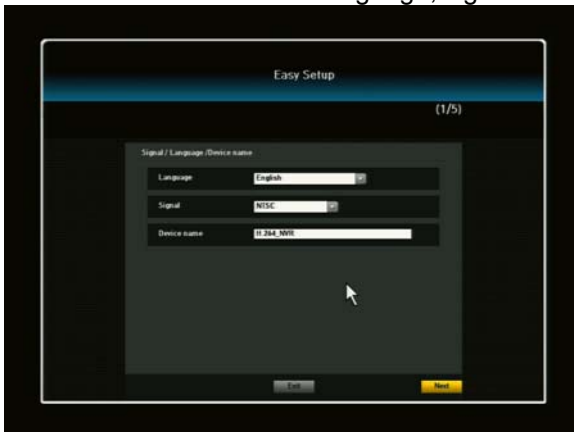 Easy Setup
(1/5)
Signal / Language /Device name
Language English
Signal NTSC
Device name H.264_NVR
Exit Next